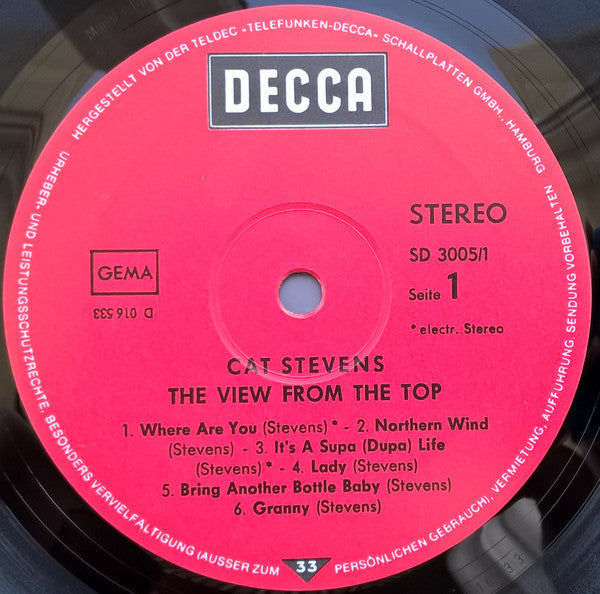 HERGESTELLT VON DER TELDEC »TELEFUNKEN-DECCA« SCHALLPLATTEN GMBH., HAMBURG
URHEBER- UND LEISTUNGSSCHUTZRECHTE, BESONDERS VERVIELFALTIGUNG (AUSSER ZUM PERSÖNLICHEN GEBRAUCH), VERMIETUNG, AUFFÜHRUNG, SENDUNG VORBEHALTEN
DECCA
STEREO
SD 3005/1
Seite 1
* electr. Stereo
GEMA
D 016 533
CAT STEVENS
THE VIEW FROM THE TOP
1. Where Are You (Stevens) * - 2. Northern Wind
(Stevens) - 3. It's A Supa (Dupa) Life
(Stevens) * - 4. Lady (Stevens)
5. Bring Another Bottle Baby (Stevens)
6. Granny (Stevens)
33